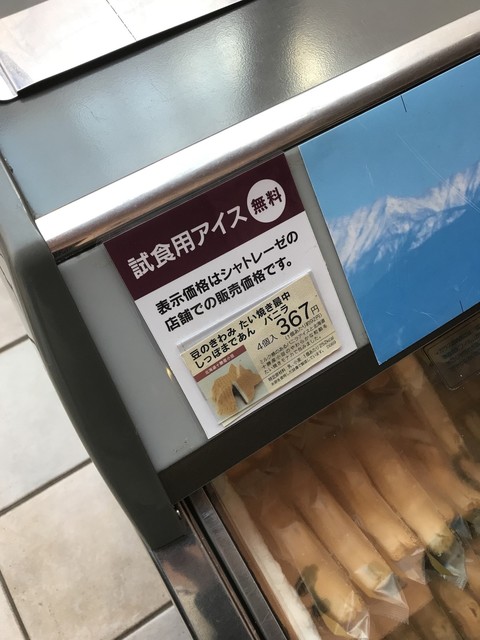 試食用アイス 無料
表示価格はシャトレーゼの
店舗での販売価格です。
豆のきわみ たい焼き最中
しっぽまであん バニラ
4個入 367円